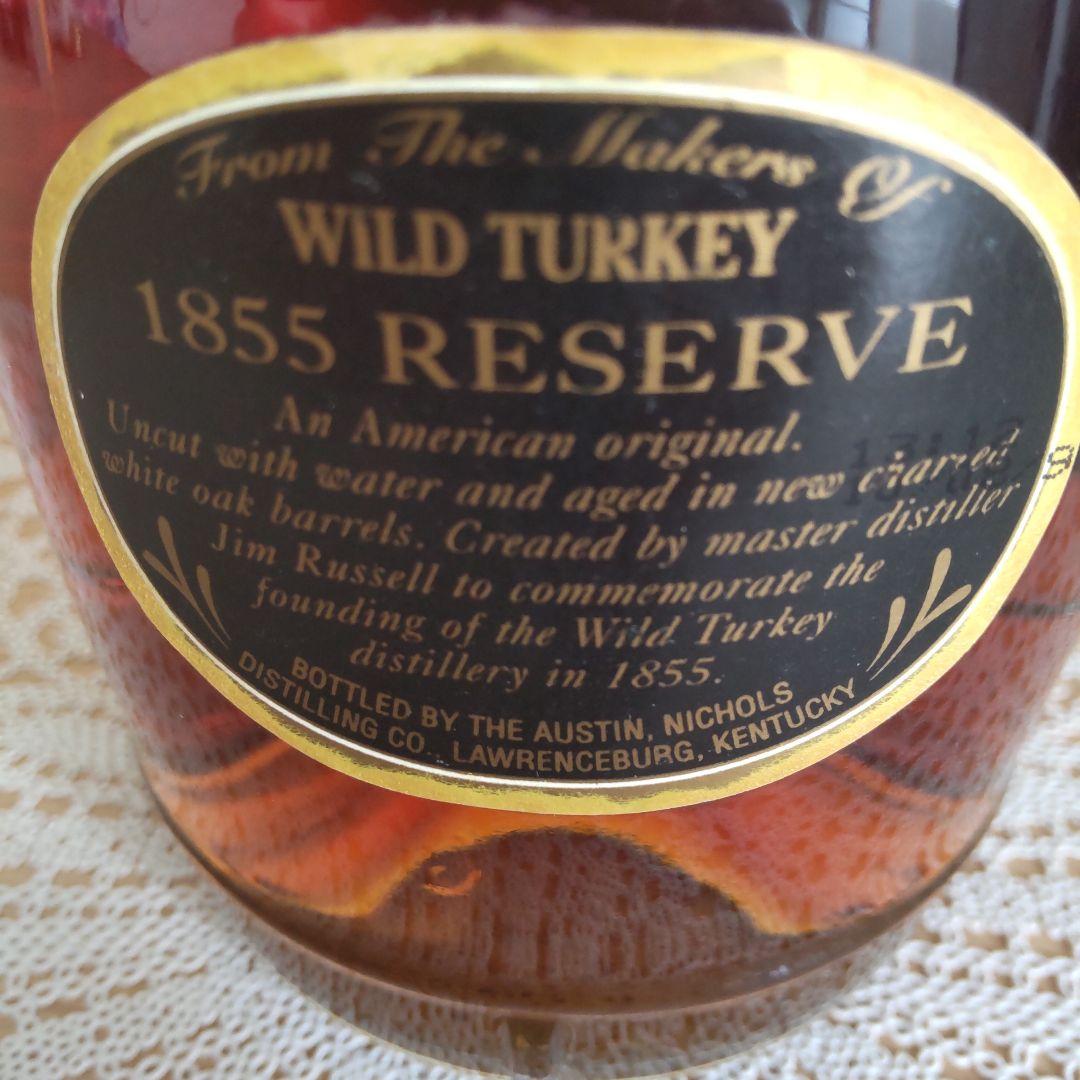 From The Makers Of
WILD TURKEY
1855 RESERVE
An American original.
Uncut with water and aged in new charred
white oak barrels. Created by master distiller
Jim Russell to commemorate the
founding of the Wild Turkey
distillery in 1855.
BOTTLED BY THE AUSTIN, NICHOLS
DISTILLING CO., LAWRENCEBURG, KENTUCKY